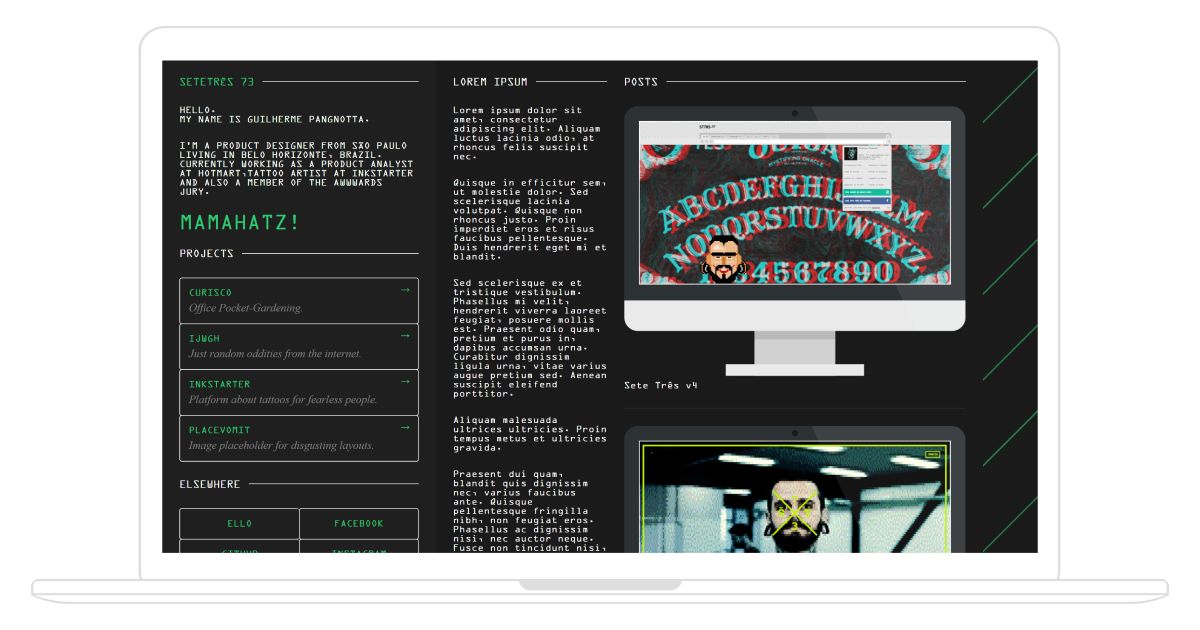 SETETRÊS 73
HELLO.
MY NAME IS GUILHERME PANGNOTTA.
I'M A PRODUCT DESIGNER FROM SÃO PAULO
LIVING IN BELO HORIZONTE, BRAZIL.
CURRENTLY WORKING AS A PRODUCT ANALYST
AT HOTMART,TATTOO ARTIST AT INKSTARTER
AND ALSO A MEMBER OF THE AWWWARDS
JURY.
MAMAHATZ!
PROJECTS
CURISCO →
Office Pocket-Gardening.
IJWGH →
Just random oddities from the internet.
INKSTARTER →
Platform about tattoos for fearless people.
PLACEVOMIT →
Image placeholder for disgusting layouts.
ELSEWHERE
ELLO FACEBOOK
GITHUB INSTAGRAM
LOREM IPSUM
Lorem ipsum dolor sit
amet, consectetur
adipiscing elit. Aliquam
luctus lacinia odio, at
rhoncus felis suscipit
nec.
Quisque in efficitur sem,
ut molestie dolor. Sed
scelerisque lacinia
volutpat. Quisque non
rhoncus justo. Proin
imperdiet eros et risus
faucibus pellentesque.
Duis hendrerit eget mi et
blandit.
Sed scelerisque ex et
tristique vestibulum.
Phasellus mi velit,
hendrerit viverra laoreet
feugiat, posuere mollis
est. Praesent odio quam,
pretium et purus in,
dapibus accumsan urna.
Curabitur dignissim
ligula urna, vitae varius
augue pretium sed. Aenean
suscipit eleifend
porttitor.
Aliquam malesuada
ultrices ultricies. Proin
tempus metus et ultricies
gravida.
Praesent dui quam,
blandit quis dignissim
nec, varius faucibus
ante. Quisque
pellentesque fringilla
nibh, non feugiat eros.
Phasellus ac dignissim
nisi, nec auctor neque.
Fusce non tincidunt nisi,
POSTS
MYSTIFYING ORACLE
ABCDEFGHIJ M
NOPQRSTUVWXYZ
4567890
Sete Três v4